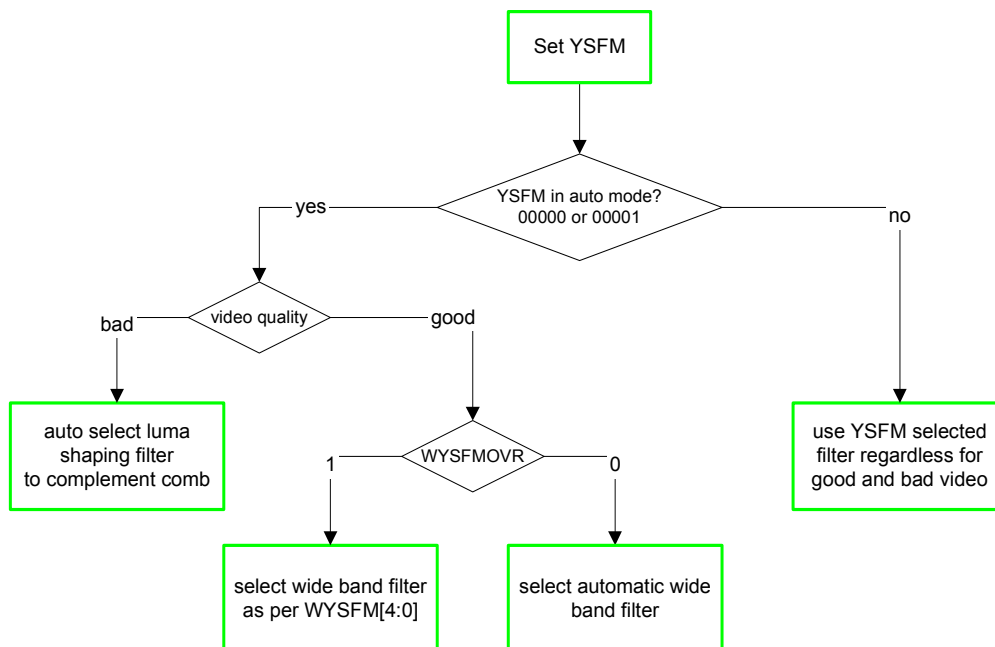 Set YSFM
YSFM in auto mode?
00000 or 00001
yes
no
video quality
bad
good
auto select luma
shaping filter
to complement comb
WYSFMOVR
1
0
use YSFM selected
filter regardless for
good and bad video
select wide band filter
as per WYSFM[4:0]
select automatic wide
band filter